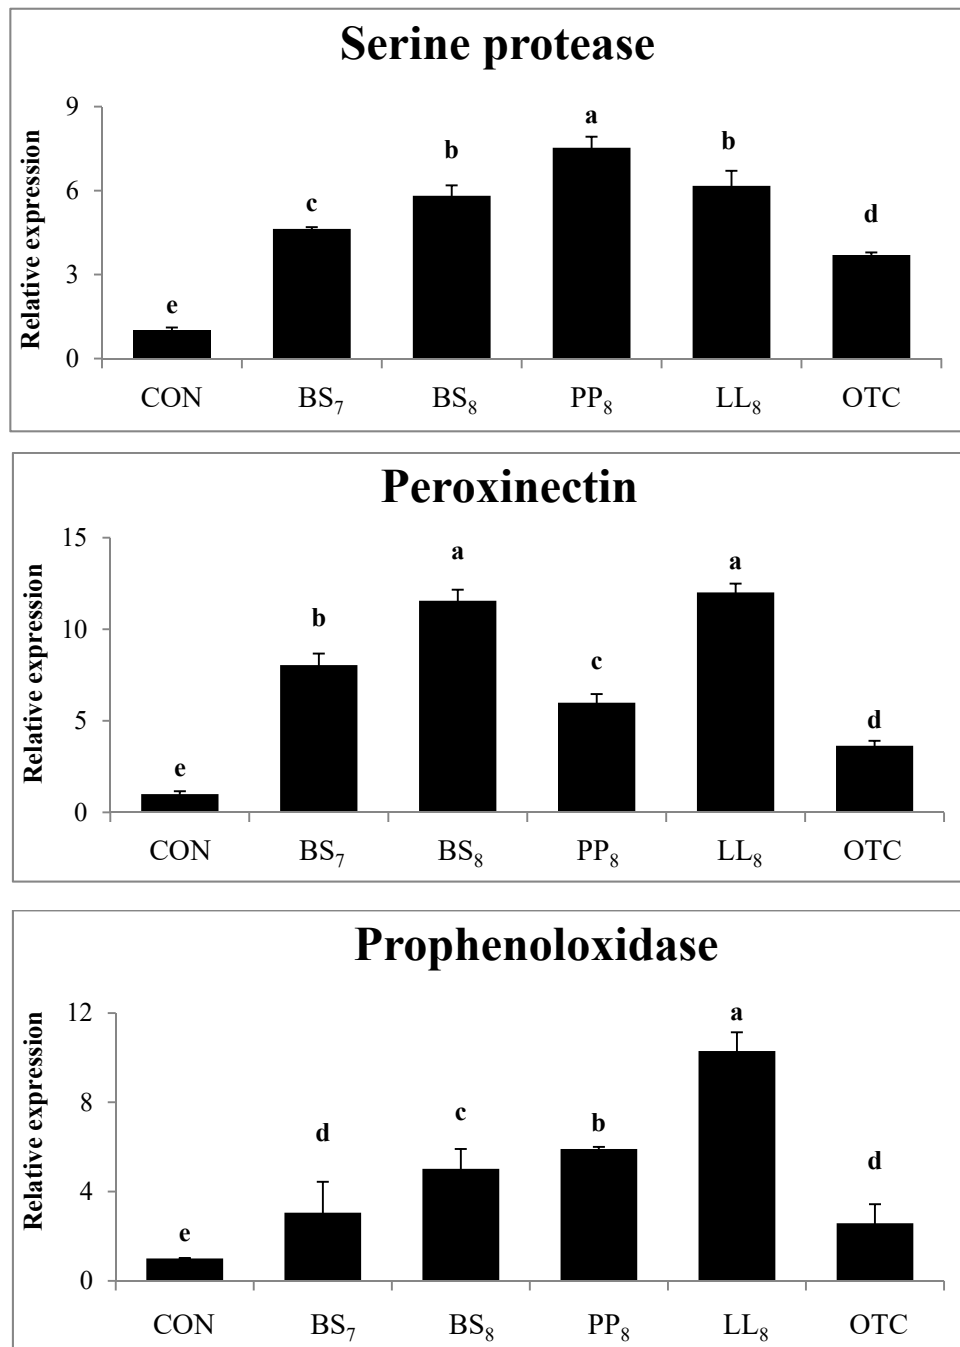 Serine protease
Relative expression
9
6
3
0
e
c
b
a
b
d
CON BS₇ BS₈ PP₈ LL₈ OTC
Peroxinectin
Relative expression
15
10
5
0
e
b
a
c
a
d
CON BS₇ BS₈ PP₈ LL₈ OTC
Prophenoloxidase
Relative expression
12
8
4
0
e
d
c
b
a
d
CON BS₇ BS₈ PP₈ LL₈ OTC